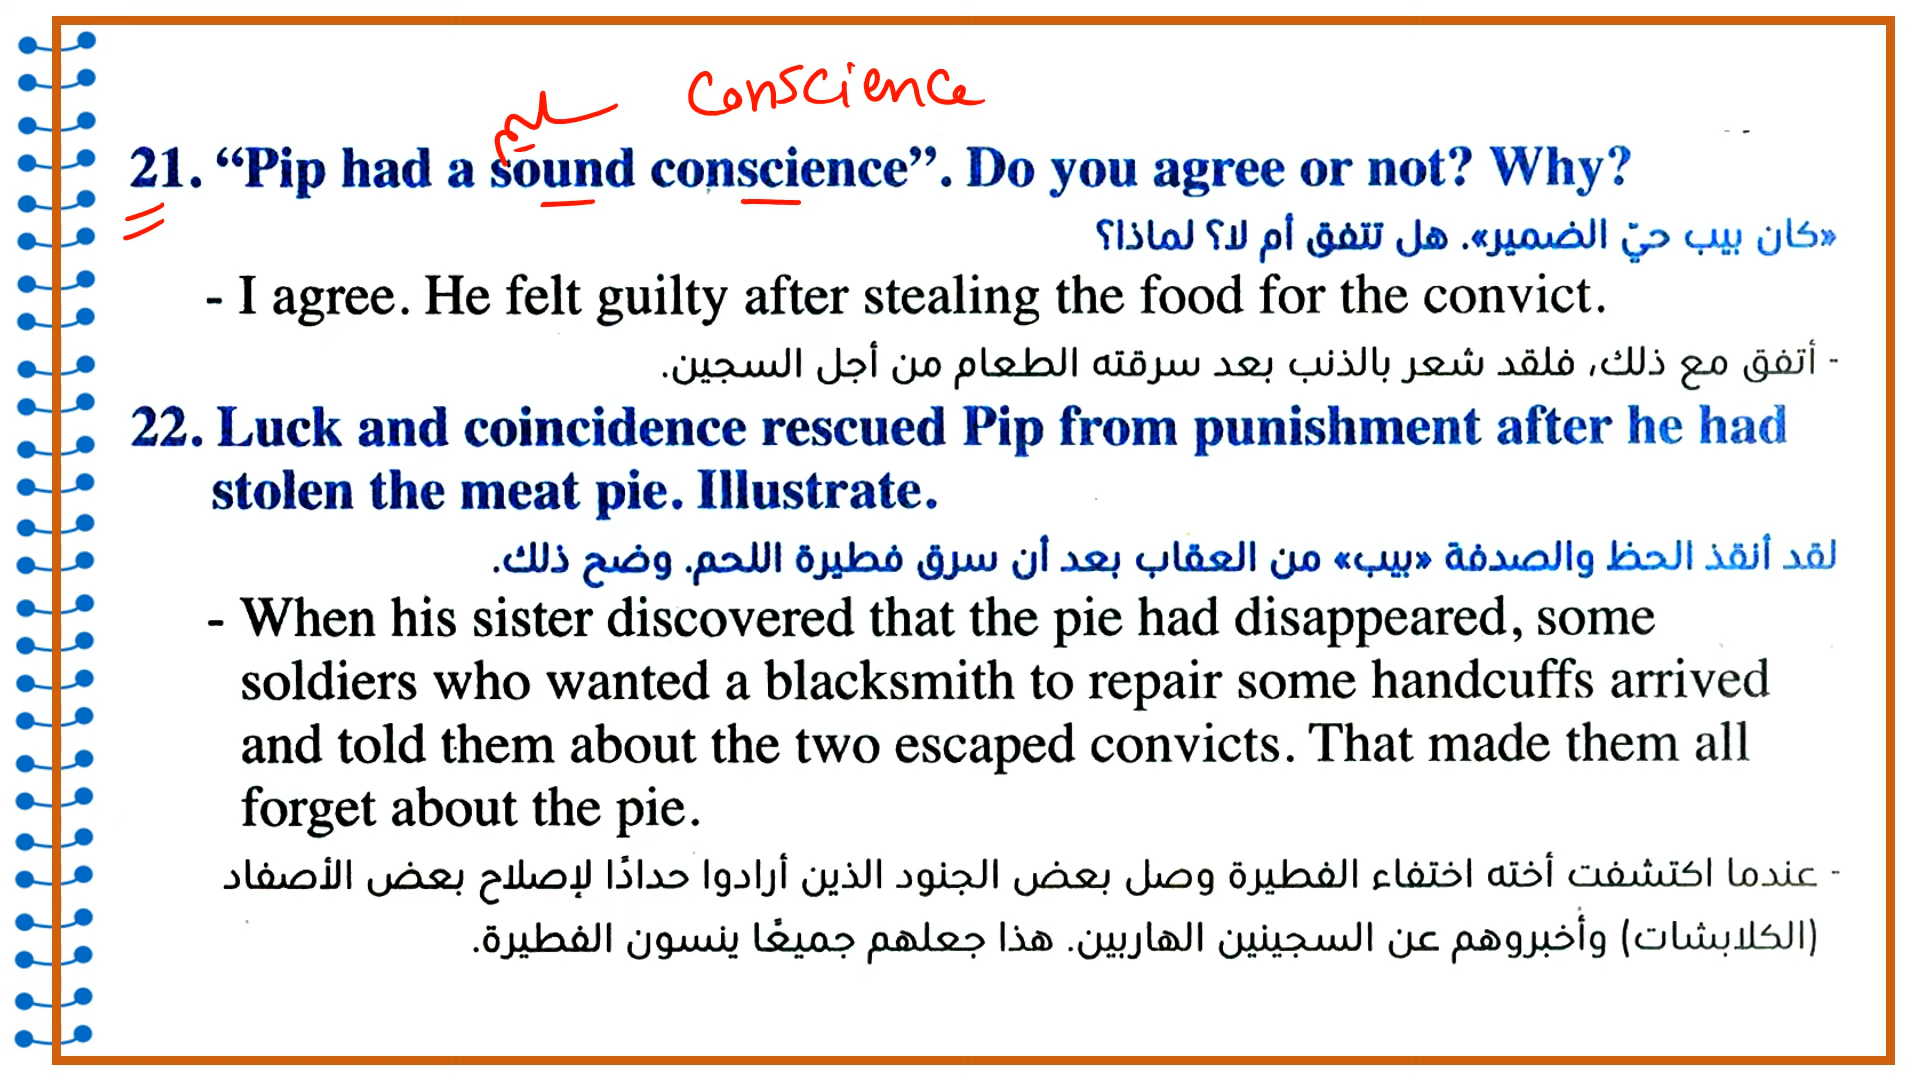 conscience
21. “Pip had a sound conscience”. Do you agree or not? Why?
«كان بيب حيّ الضمير». هل تتفق أم لا؟ لماذا؟
- I agree. He felt guilty after stealing the food for the convict.
- أتفق مع ذلك، فلقد شعر بالذنب بعد سرقته الطعام من أجل السجين.
22. Luck and coincidence rescued Pip from punishment after he had
stolen the meat pie. Illustrate.
لقد أنقذ الحظ والصدفة «بيب» من العقاب بعد أن سرق فطيرة اللحم. وضح ذلك.
- When his sister discovered that the pie had disappeared, some
soldiers who wanted a blacksmith to repair some handcuffs arrived
and told them about the two escaped convicts. That made them all
forget about the pie.
- عندما اكتشفت أخته اختفاء الفطيرة وصل بعض الجنود الذين أرادوا حدادًا لإصلاح بعض الأصفاد
(الكلابشات) وأخبروهم عن السجينين الهاربين. هذا جعلهم جميعًا ينسون الفطيرة.